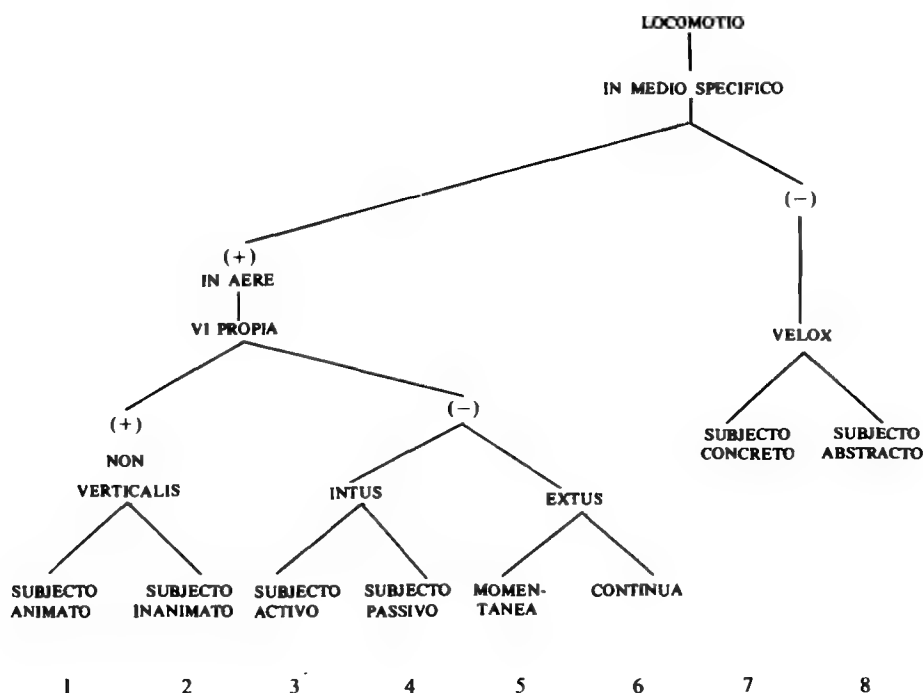 LOCOMOTIO
IN MEDIO SPECIFICO
(+)
IN AERE
VI PROPIA
(−)
VELOX
(+)
NON
VERTICALIS
(−)
INTUS
EXTUS
SUBJECTO
CONCRETO
SUBJECTO
ABSTRACTO
SUBJECTO
ANIMATO
SUBJECTO
INANIMATO
SUBJECTO
ACTIVO
SUBJECTO
PASSIVO
MOMEN-
TANEA
CONTINUA
1 2 3 4 5 6 7 8